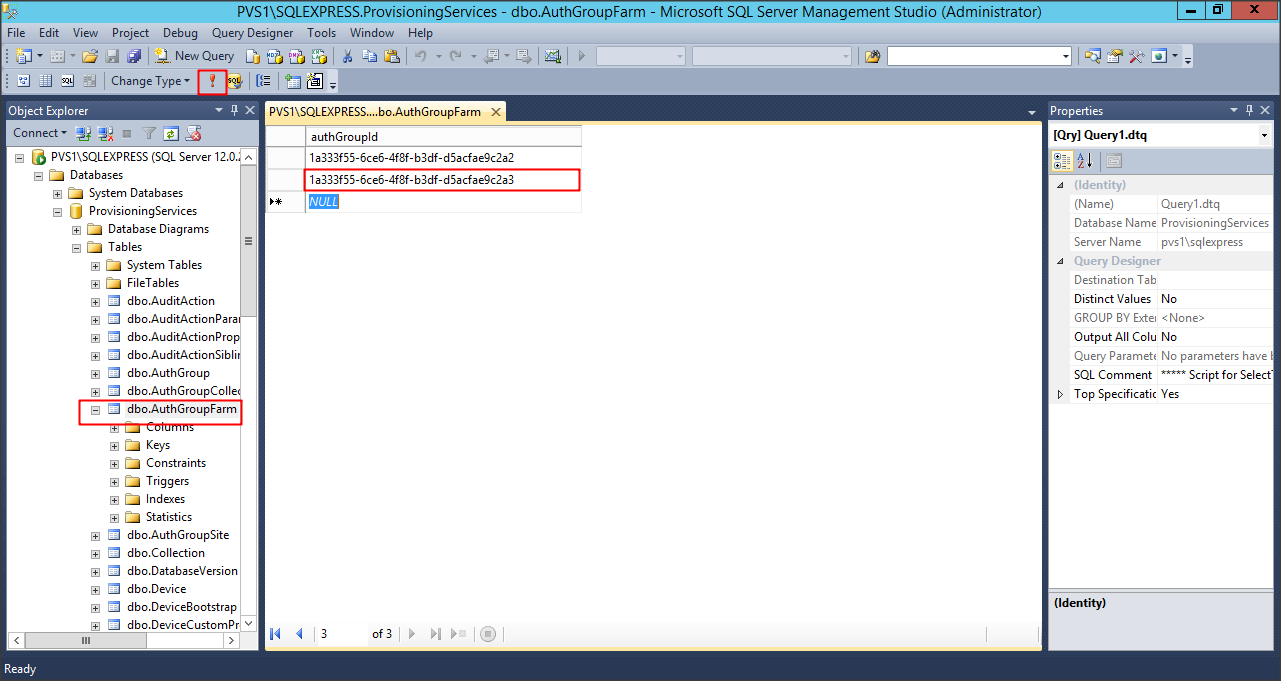 PVS1\SQLEXPRESS.ProvisioningServices - dbo.AuthGroupFarm - Microsoft SQL Server Management Studio (Administrator)
File Edit View Project Debug Query Designer Tools Window Help
New Query
Change Type
Object Explorer
Connect
PVS1\SQLEXPRESS (SQL Server 12.0.2
Databases
System Databases
ProvisioningServices
Database Diagrams
Tables
System Tables
FileTables
dbo.AuditAction
dbo.AuditActionParar
dbo.AuditActionProp
dbo.AuditActionSiblin
dbo.AuthGroup
dbo.AuthGroupCollec
dbo.AuthGroupFarm
Columns
Keys
Constraints
Triggers
Indexes
Statistics
dbo.AuthGroupSite
dbo.Collection
dbo.DatabaseVersion
dbo.Device
dbo.DeviceBootstrap
dbo.DeviceCustomPr
PVS1\SQLEXPRESS....bo.AuthGroupFarm
authGroupId
1a333f55-6ce6-4f8f-b3df-d5acfae9c2a2
1a333f55-6ce6-4f8f-b3df-d5acfae9c2a3
NULL
3 of 3
Properties
[Qry] Query1.dtq
(Identity)
(Name) Query1.dtq
Database Name ProvisioningServices
Server Name pvs1\sqlexpress
Query Designer
Destination Tab
Distinct Values No
GROUP BY Exter <None>
Output All Colu No
Query Paramete No parameters have b
SQL Comment ***** Script for SelectT
Top Specificatic Yes
(Identity)
Ready